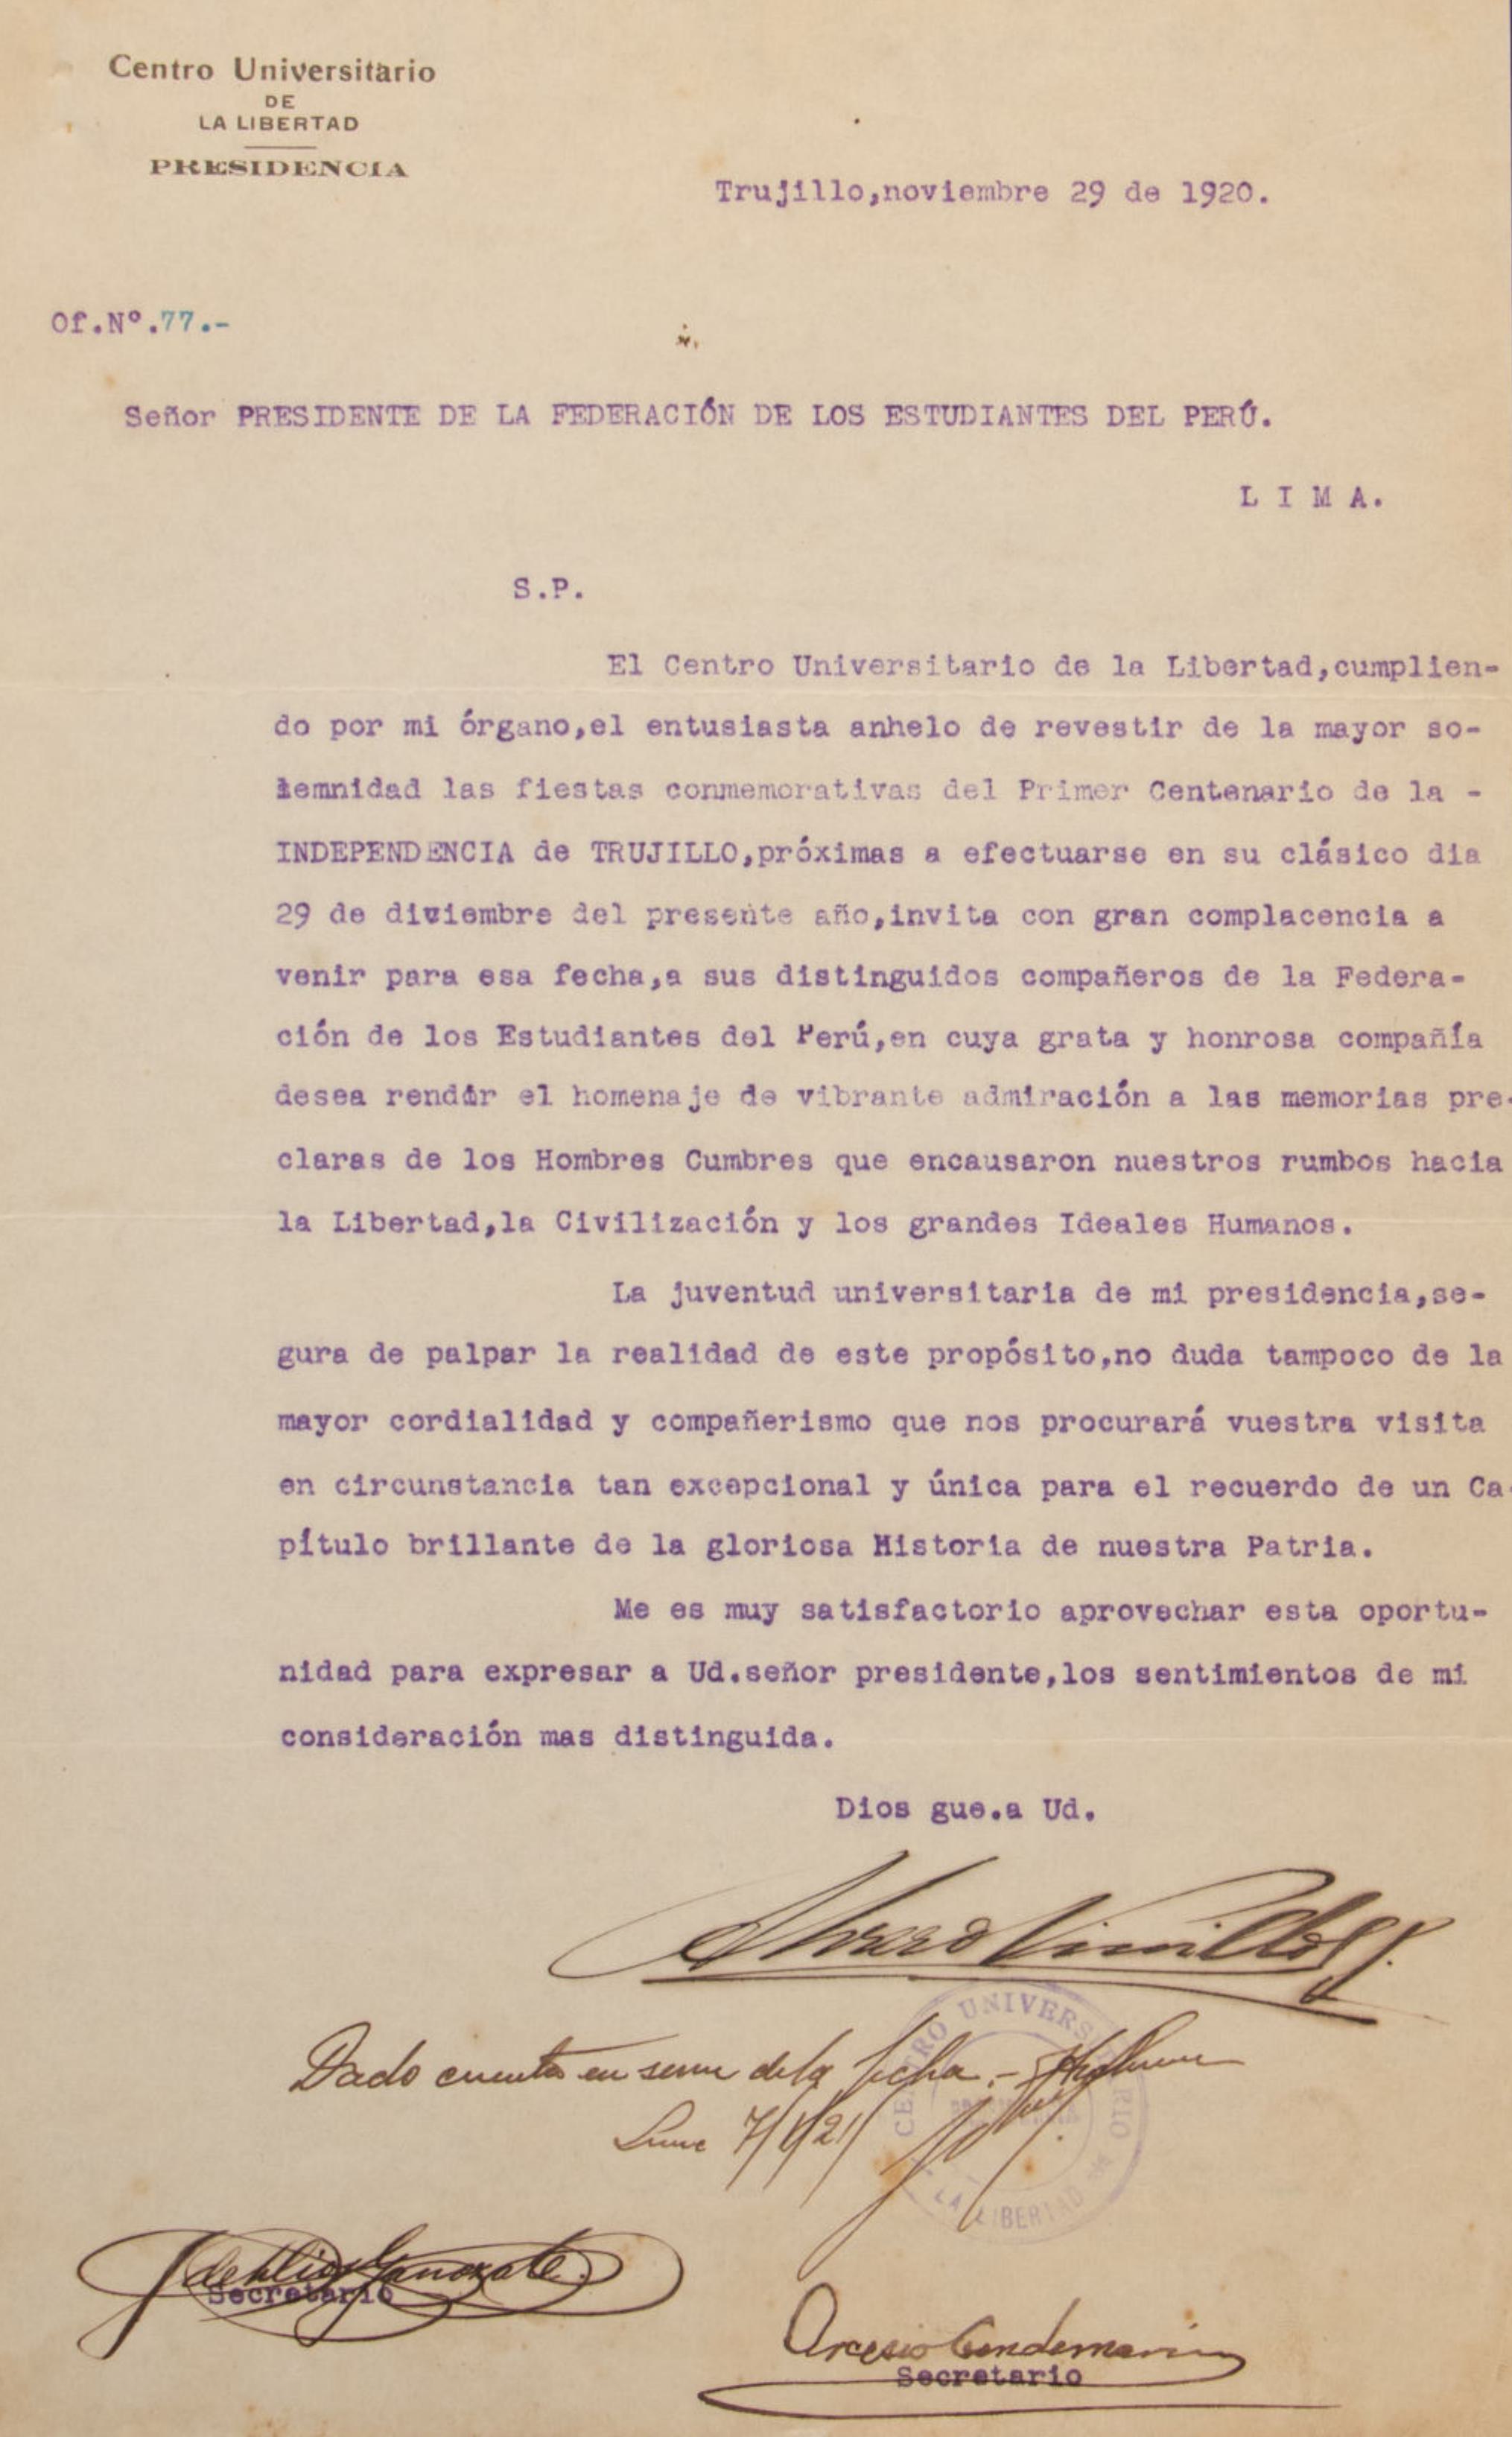 Centro Universitario
DE
LA LIBERTAD
PRESIDENCIA
Trujillo,noviembre 29 de 1920.
Of.Nº.77.-
Señor PRESIDENTE DE LA FEDERACIÓN DE LOS ESTUDIANTES DEL PERÚ.
L I M A.
S.P.
El Centro Universitario de la Libertad,cumplien-
do por mi órgano,el entusiasta anhelo de revestir de la mayor so-
lemnidad las fiestas conmemorativas del Primer Centenario de la -
INDEPENDENCIA de TRUJILLO,próximas a efectuarse en su clásico dia
29 de diciembre del presente año,invita con gran complacencia a
venir para esa fecha,a sus distinguidos compañeros de la Federa-
ción de los Estudiantes del Perú,en cuya grata y honrosa compañía
desea rendir el homenaje de vibrante admiración a las memorias pre-
claras de los Hombres Cumbres que encausaron nuestros rumbos hacia
la Libertad,la Civilización y los grandes Ideales Humanos.
La juventud universitaria de mi presidencia,se-
gura de palpar la realidad de este propósito,no duda tampoco de la
mayor cordialidad y compañerismo que nos procurará vuestra visita
en circunstancia tan excepcional y única para el recuerdo de un Ca-
pítulo brillante de la gloriosa Historia de nuestra Patria.
Me es muy satisfactorio aprovechar esta oportu-
nidad para expresar a Ud.señor presidente,los sentimientos de mi
consideración mas distinguida.
Dios gue.a Ud.
CENTRO UNIVERSITARIO
LA LIBERTAD
Dado cuenta en de la fecha.-
Lima 7/1/21
Secretario
Arcesio
Secretario